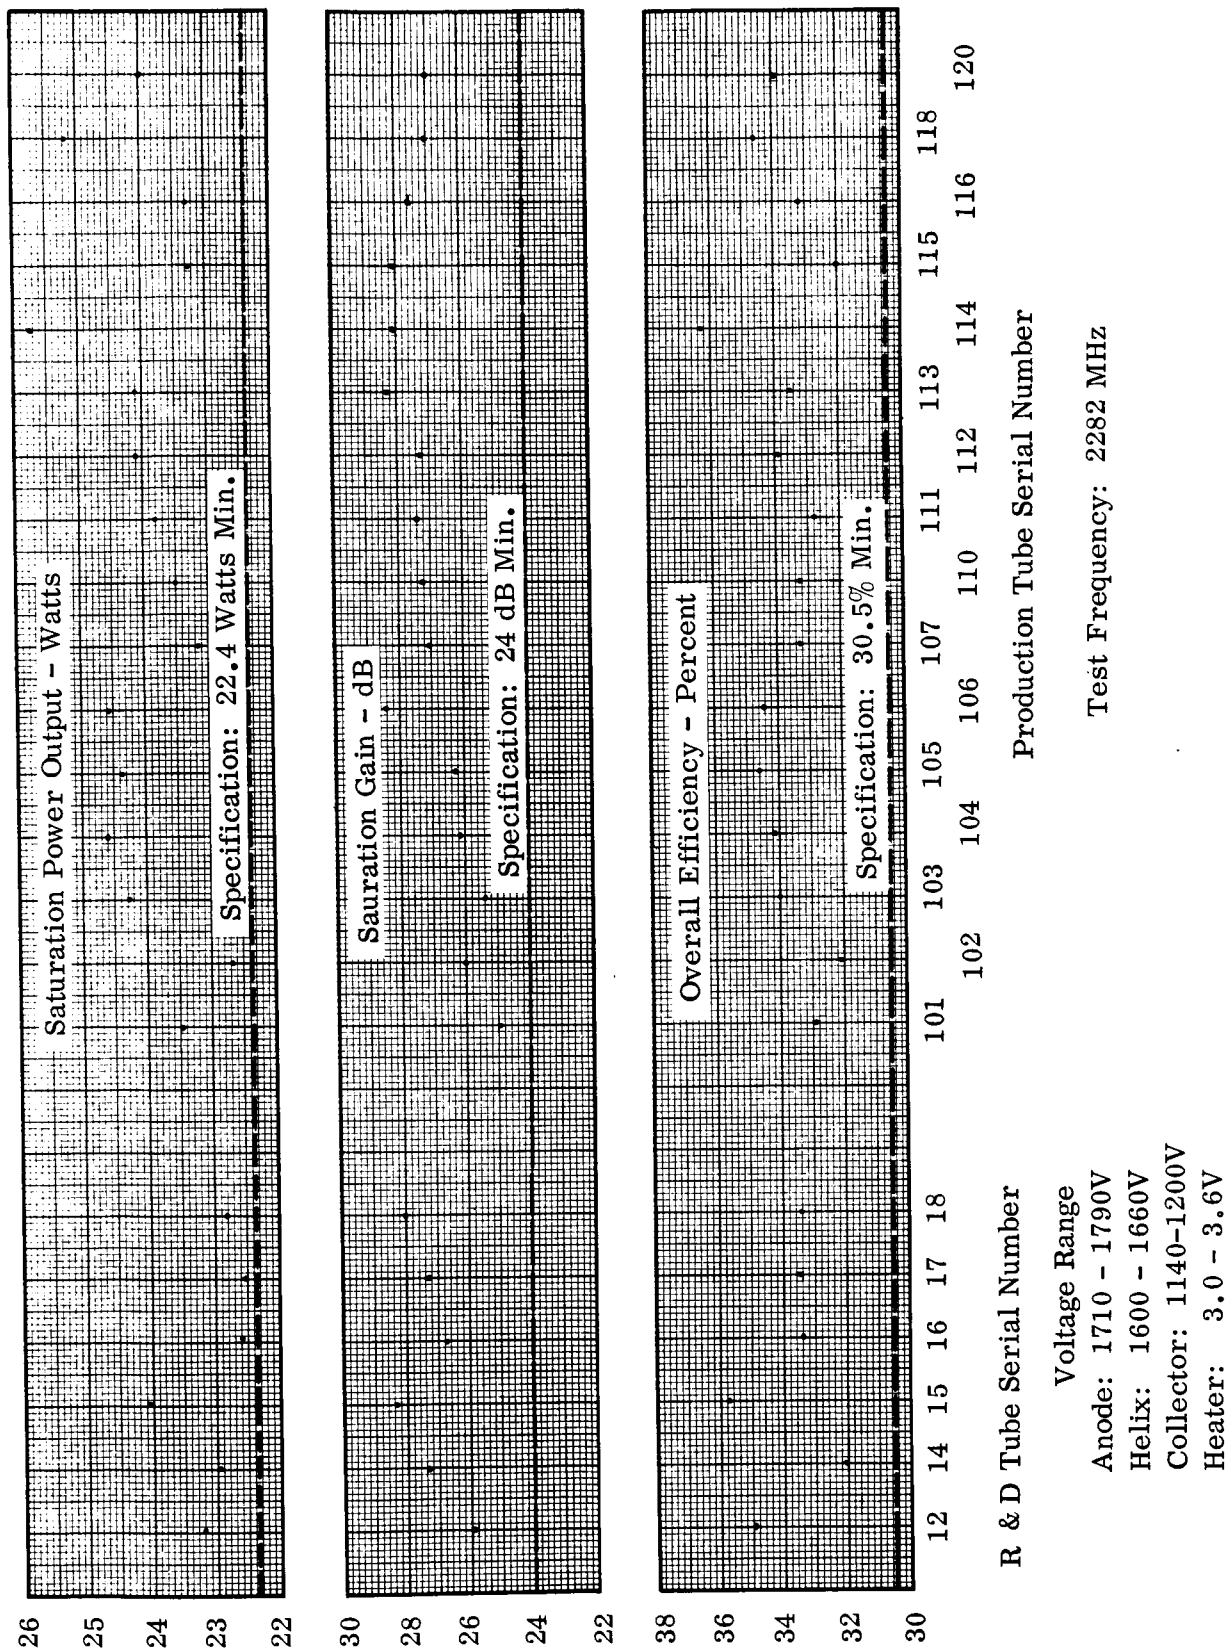 Saturation Power Output - Watts
Specification: 22.4 Watts Min.
26
25
24
23
22
Sauration Gain - dB
Specification: 24 dB Min.
30
28
26
24
22
Overall Efficiency - Percent
Specification: 30.5% Min.
38
36
34
32
30
12 14 15 16 17 18 101 102 103 104 105 106 107 110 111 112 113 114 115 116 118 120
R & D Tube Serial Number
Production Tube Serial Number
Voltage Range
Anode: 1710 - 1790V
Helix: 1600 - 1660V
Collector: 1140-1200V
Heater: 3.0 - 3.6V
Test Frequency: 2282 MHz